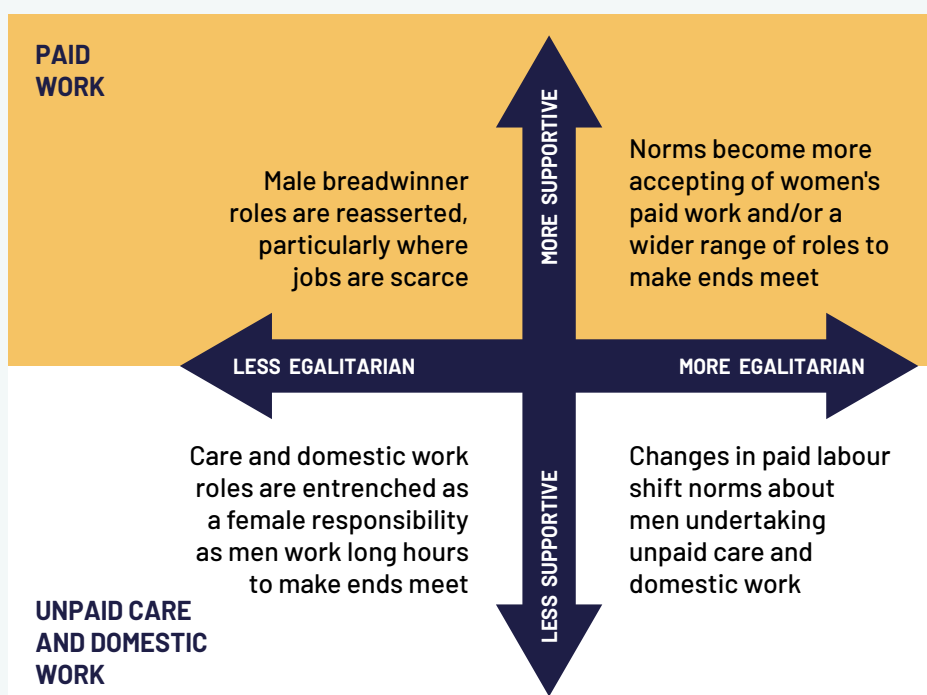 PAID
WORK
MORE SUPPORTIVE
Male breadwinner
roles are reasserted,
particularly where
jobs are scarce
Norms become more
accepting of women's
paid work and/or a
wider range of roles to
make ends meet
LESS EGALITARIAN
MORE EGALITARIAN
Care and domestic work
roles are entrenched as
a female responsibility
as men work long hours
to make ends meet
Changes in paid labour
shift norms about
men undertaking
unpaid care and
domestic work
LESS SUPPORTIVE
UNPAID CARE
AND DOMESTIC
WORK